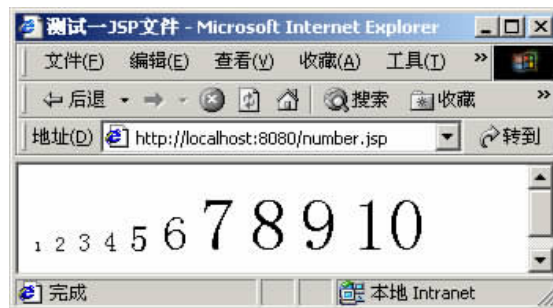 测试一JSP文件 - Microsoft Internet Explorer
文件(F) 编辑(E) 查看(V) 收藏(A) 工具(T) »
后退 搜索 收藏 »
地址(D) http://localhost:8080/number.jsp 转到
1 2 3 4 5 6 7 8 9 10
完成 本地 Intranet